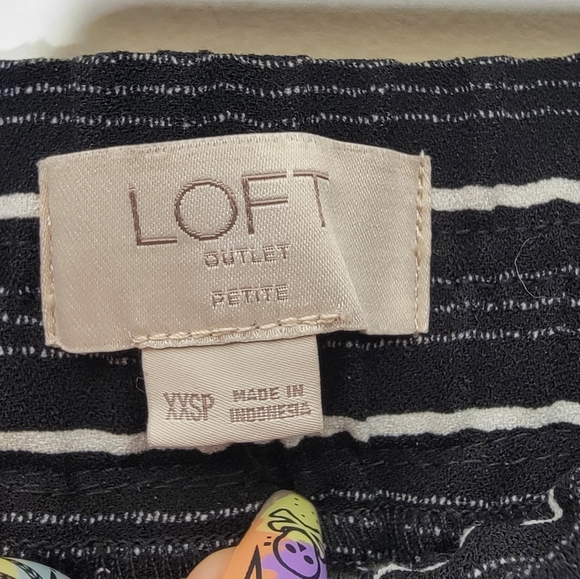 LOFT
OUTLET
PETITE
XXSP
MADE IN
INDONESIA